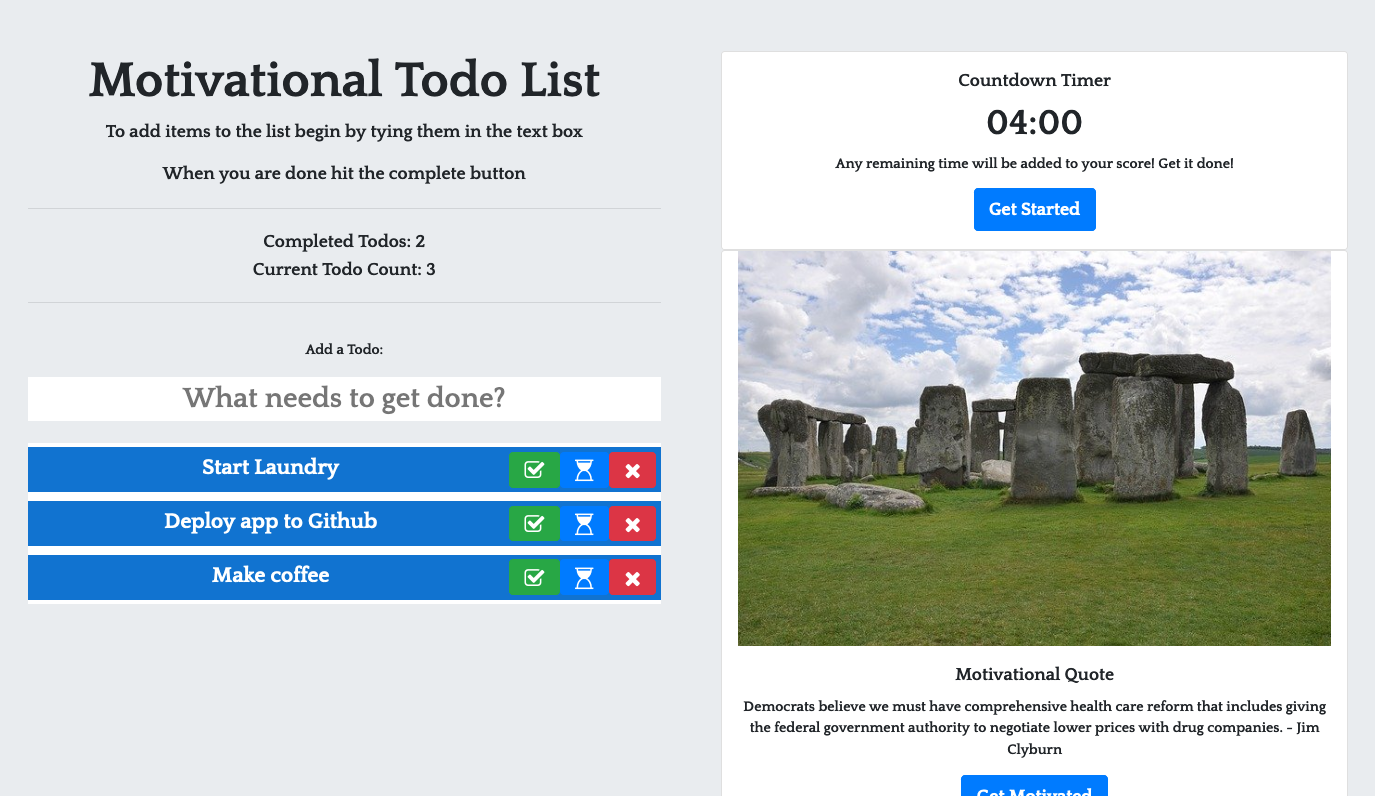 Motivational Todo List
To add items to the list begin by tying them in the text box
When you are done hit the complete button
Completed Todos: 2
Current Todo Count: 3
Add a Todo:
What needs to get done?
Start Laundry
Deploy app to Github
Make coffee
Countdown Timer
04:00
Any remaining time will be added to your score! Get it done!
Get Started
Motivational Quote
Democrats believe we must have comprehensive health care reform that includes giving
the federal government authority to negotiate lower prices with drug companies. - Jim
Clyburn
Get Motivated